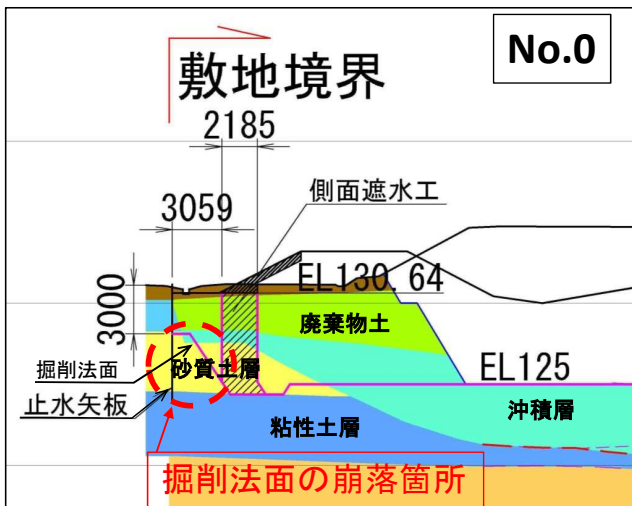 No.0
敷地境界
2185
側面遮水工
3059
EL130.64
3000
廃棄物土
掘削法面
砂質土層
EL125
止水矢板
沖積層
粘性土層
掘削法面の崩落箇所